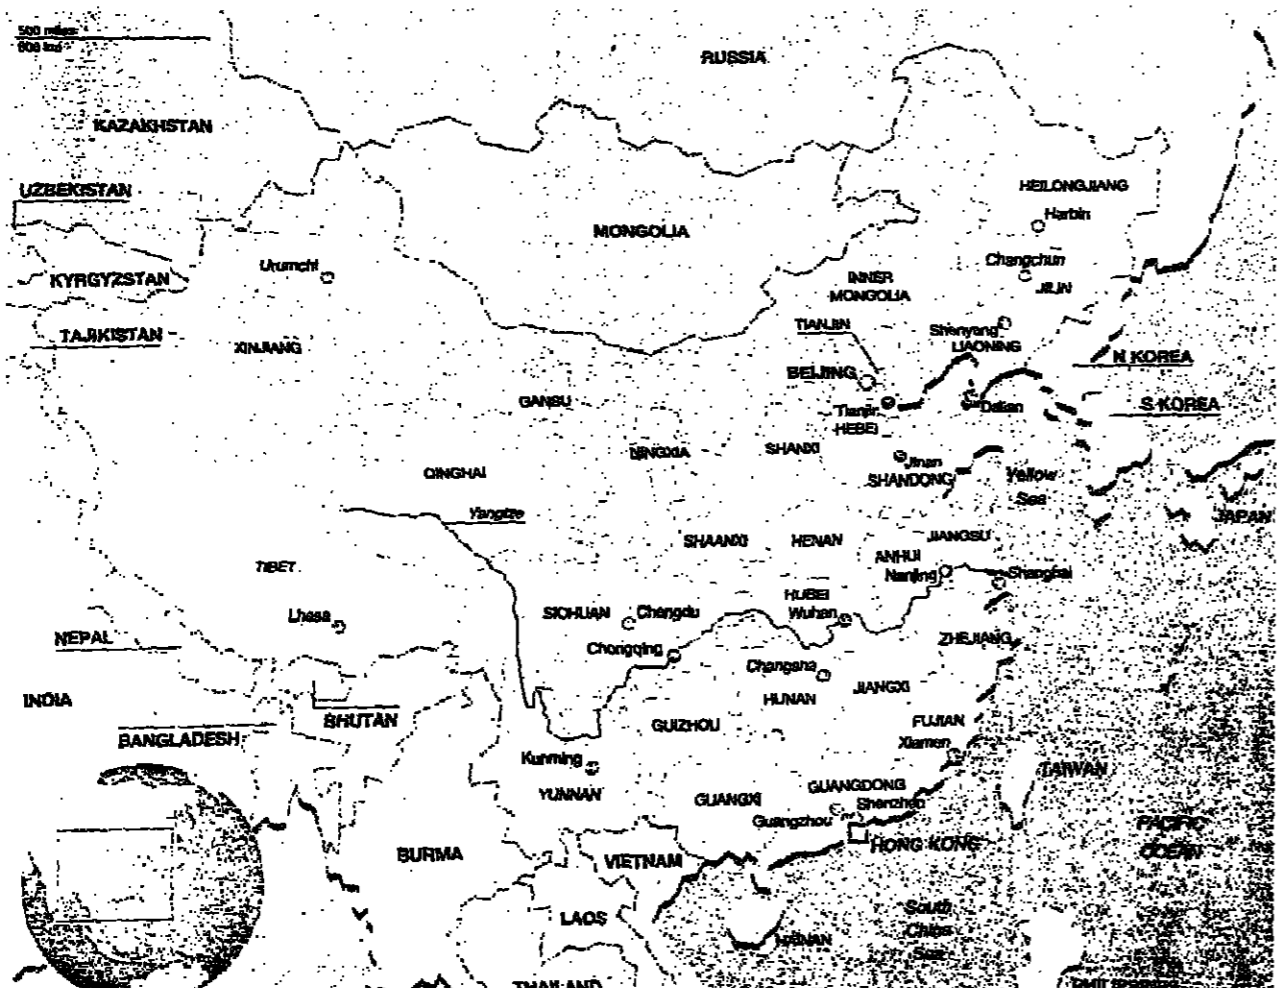 500 miles
800 km
RUSSIA
KAZAKHSTAN
UZBEKISTAN
HEILONGJIANG
Harbin
MONGOLIA
Urumchi
Changchun
KYRGYZSTAN
INNER
MONGOLIA
JILIN
TAJIKISTAN
TIANJIN
Shenyang
LIAONING
XINJIANG
N KOREA
BEIJING
GANSU
Tianjin
Dalian
S KOREA
HEBEI
NINGXIA
SHANXI
Jinan
QINGHAI
SHANDONG
Yellow
Sea
Yangtze
JAPAN
SHAANXI
HENAN
JIANGSU
ANHUI
TIBET
Nanjing
Shanghai
HUBEI
Lhasa
SICHUAN
Chengdu
Wuhan
NEPAL
ZHEJIANG
Chongqing
Changsha
JIANGXI
INDIA
HUNAN
BHUTAN
GUIZHOU
FUJIAN
BANGLADESH
Xiamen
Kunming
TAIWAN
YUNNAN
GUANGXI
GUANGDONG
Shenzhen
Guangzhou
PACIFIC
OCEAN
HONG KONG
BURMA
VIETNAM
LAOS
South
China
Sea
HAINAN
THAILAND
PHILIPPINES